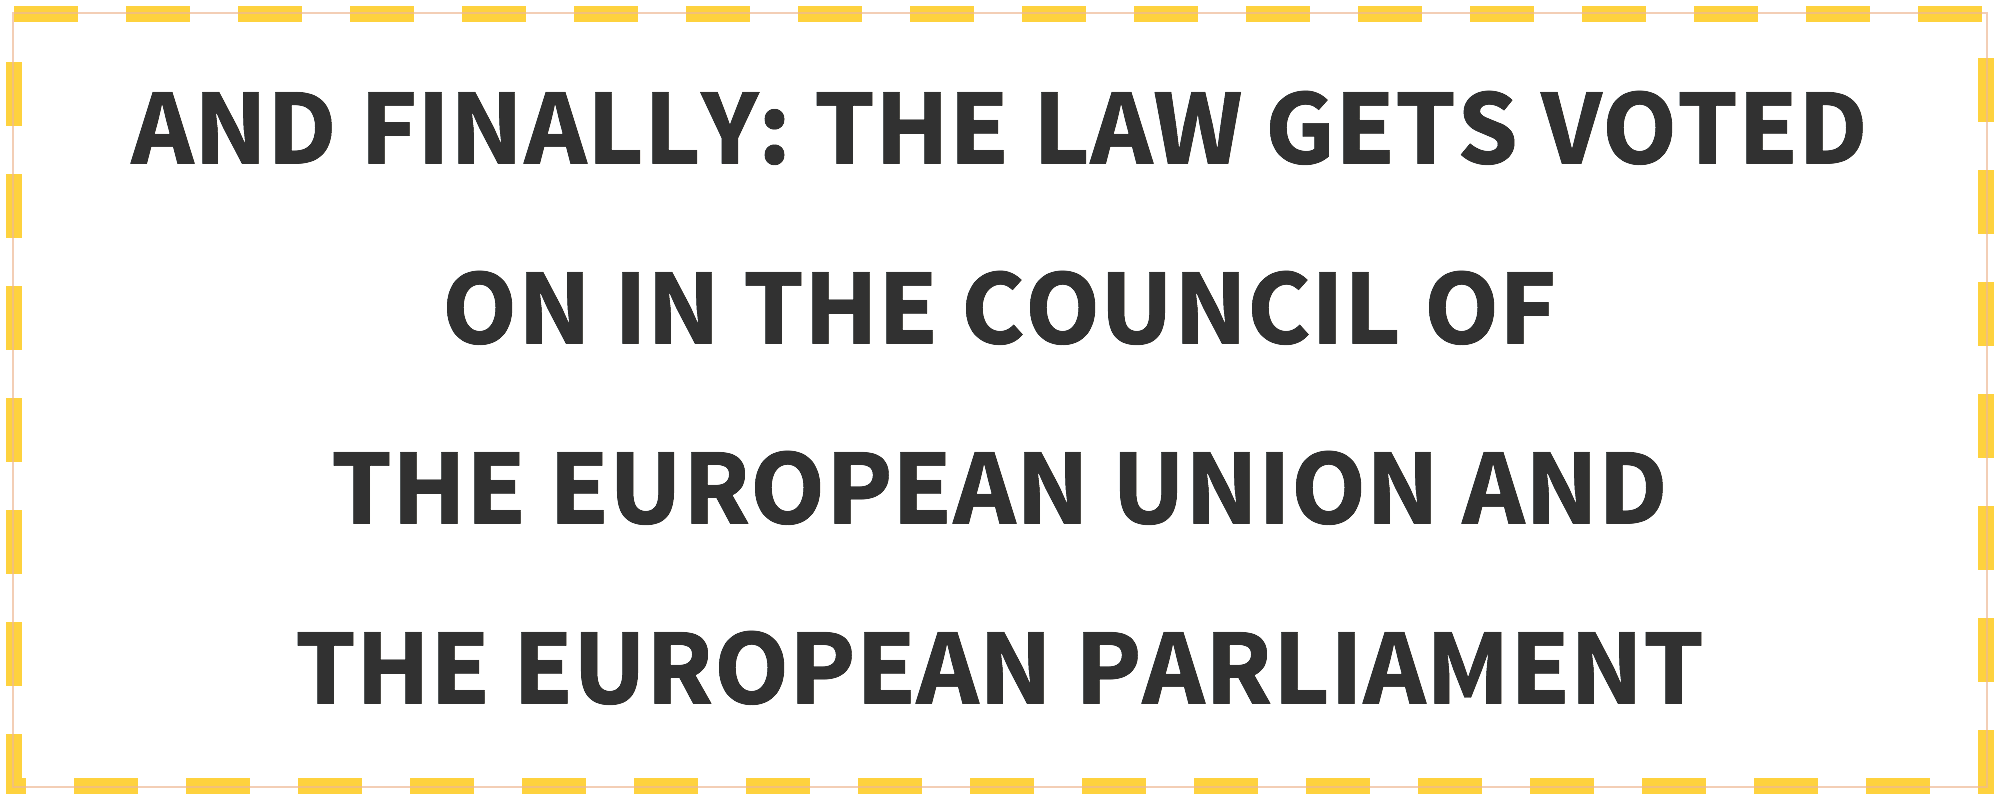 AND FINALLY: THE LAW GETS VOTED
ON IN THE COUNCIL OF
THE EUROPEAN UNION AND
THE EUROPEAN PARLIAMENT